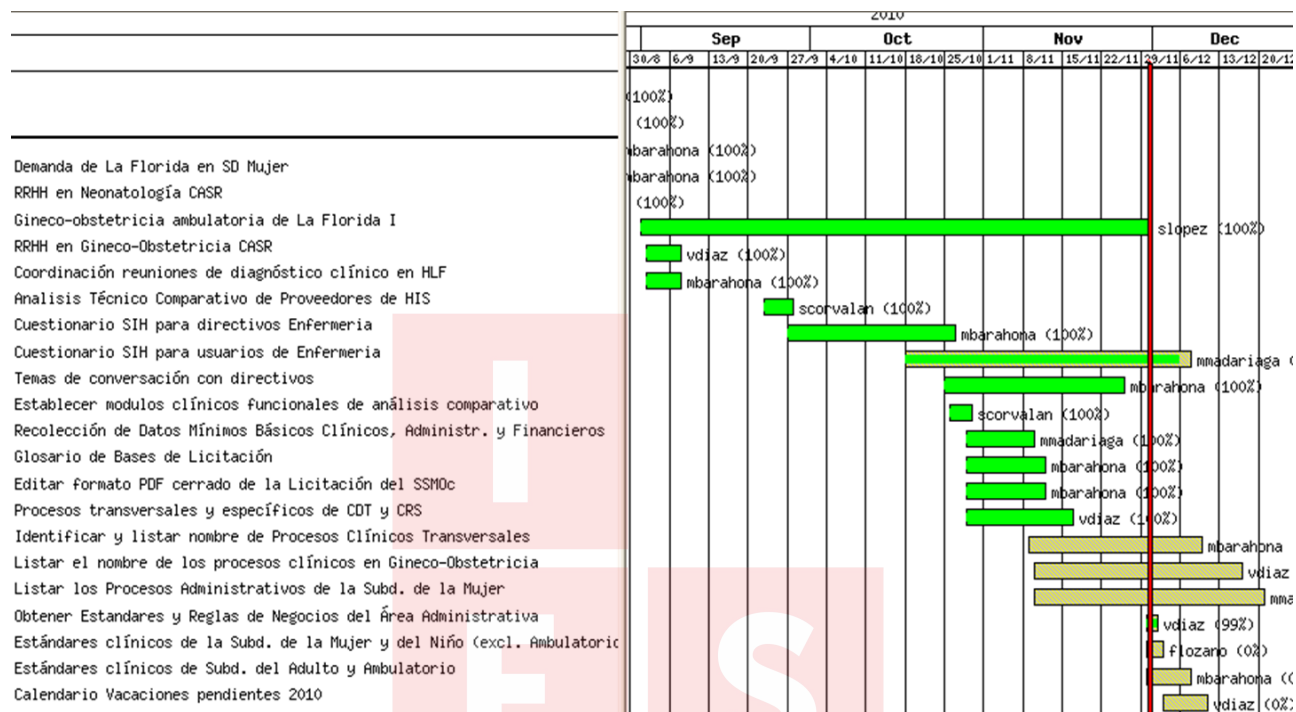 2010
Sep Oct Nov Dec
30/8 6/9 13/9 20/9 27/9 4/10 11/10 18/10 25/10 1/11 8/11 15/11 22/11 29/11 6/12 13/12 20/12
(100%)
(100%)
mbarahona (100%)
Demanda de La Florida en SD Mujer
mbarahona (100%)
RRHH en Neonatología CASR
(100%)
Gineco-obstetricia ambulatoria de La Florida I
slopez (100%)
RRHH en Gineco-Obstetricia CASR
vdiaz (100%)
Coordinación reuniones de diagnóstico clínico en HLF
mbarahona (100%)
Analisis Técnico Comparativo de Proveedores de HIS
scorvalan (100%)
Cuestionario SIH para directivos Enfermeria
mbarahona (100%)
Cuestionario SIH para usuarios de Enfermeria
mmadariaga (
Temas de conversación con directivos
mbarahona (100%)
Establecer modulos clínicos funcionales de análisis comparativo
scorvalan (100%)
Recolección de Datos Mínimos Básicos Clínicos, Administr. y Financieros
mmadariaga (100%)
Glosario de Bases de Licitación
mbarahona (100%)
Editar formato PDF cerrado de la Licitación del SSMOc
mbarahona (100%)
Procesos transversales y específicos de CDT y CRS
vdiaz (100%)
Identificar y listar nombre de Procesos Clínicos Transversales
mbarahona
Listar el nombre de los procesos clínicos en Gineco-Obstetricia
vdiaz
Listar los Procesos Administrativos de la Subd. de la Mujer
mma
Obtener Estandares y Reglas de Negocios del Área Administrativa
vdiaz (99%)
Estándares clínicos de la Subd. de la Mujer y del Niño (excl. Ambulatorio
flozano (0%)
Estándares clínicos de Subd. del Adulto y Ambulatorio
mbarahona (0
Calendario Vacaciones pendientes 2010
vdiaz (0%)